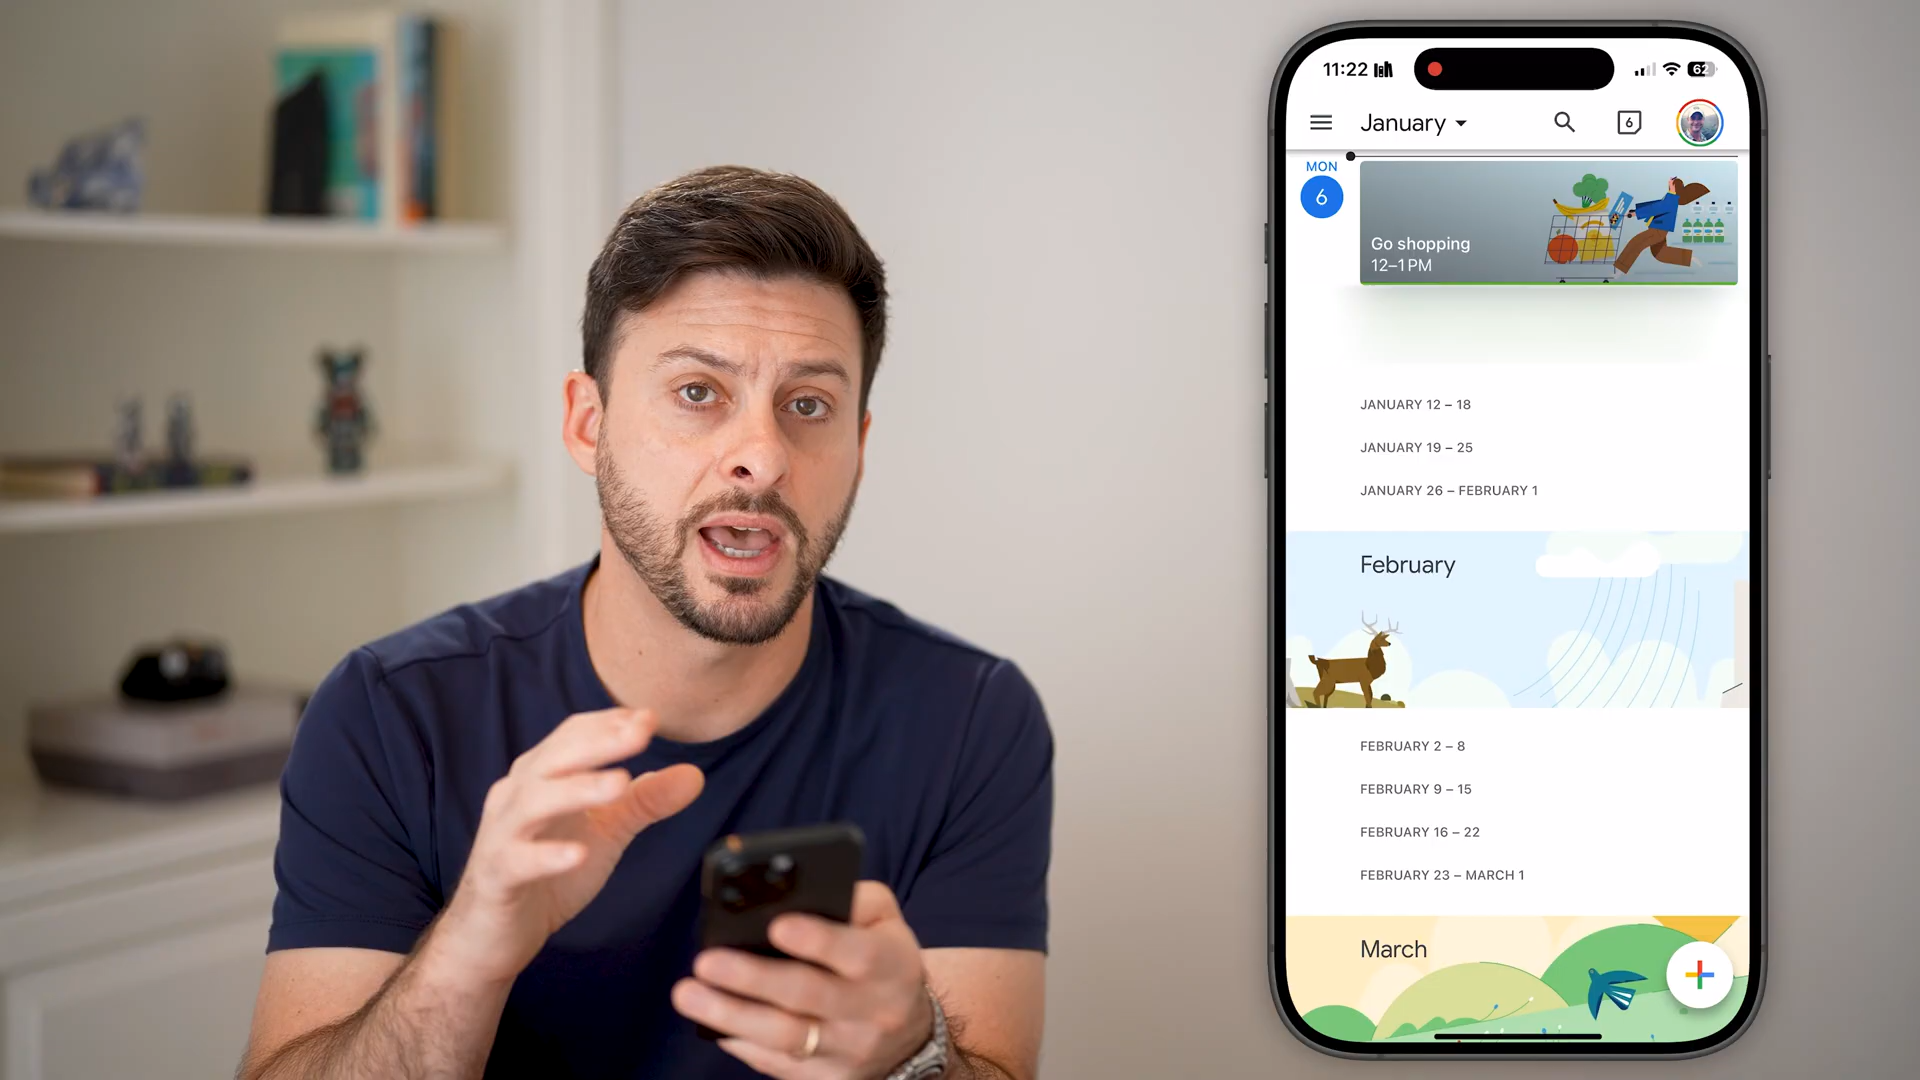 11:22
62
January
6
MON
6
Go shopping
12–1 PM
JANUARY 12 – 18
JANUARY 19 – 25
JANUARY 26 – FEBRUARY 1
February
FEBRUARY 2 – 8
FEBRUARY 9 – 15
FEBRUARY 16 – 22
FEBRUARY 23 – MARCH 1
March